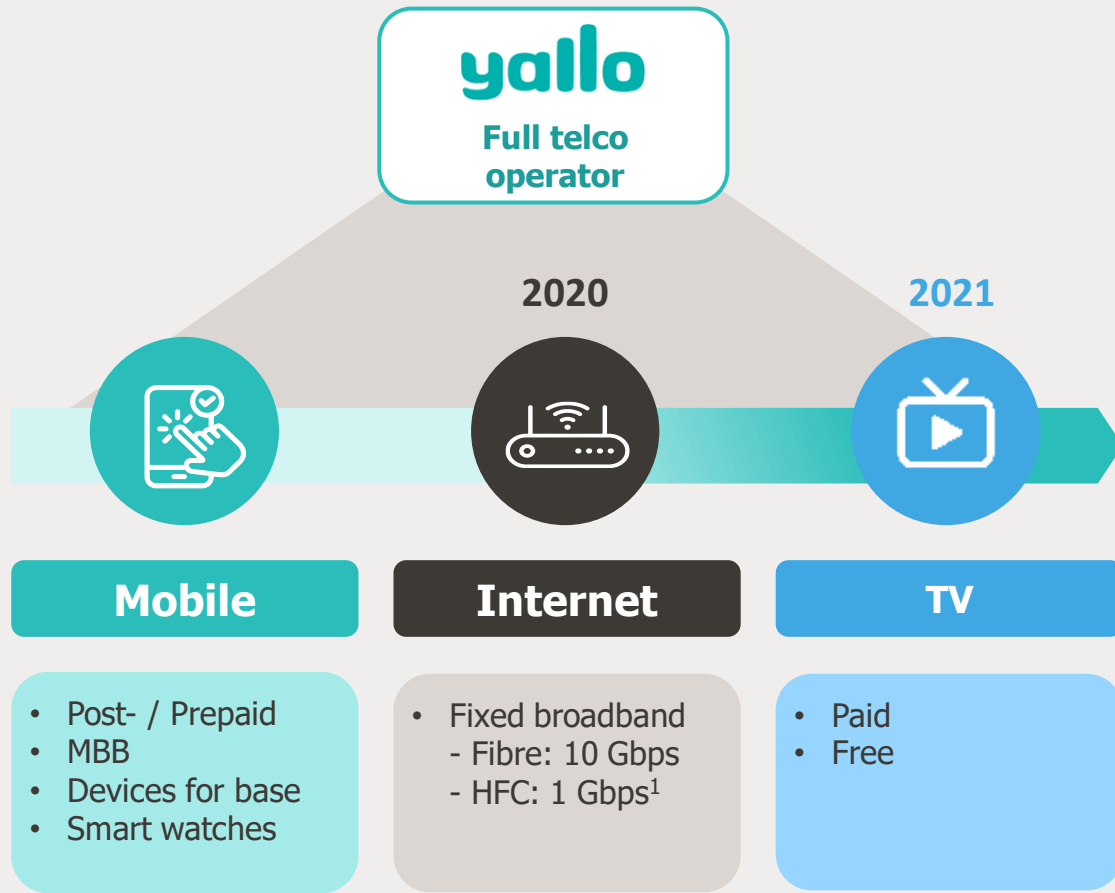 yallo
Full telco
operator
2020
2021
Mobile
Internet
TV
• Post- / Prepaid
• MBB
• Devices for base
• Smart watches
• Fixed broadband
- Fibre: 10 Gbps
- HFC: 1 Gbps¹
• Paid
• Free